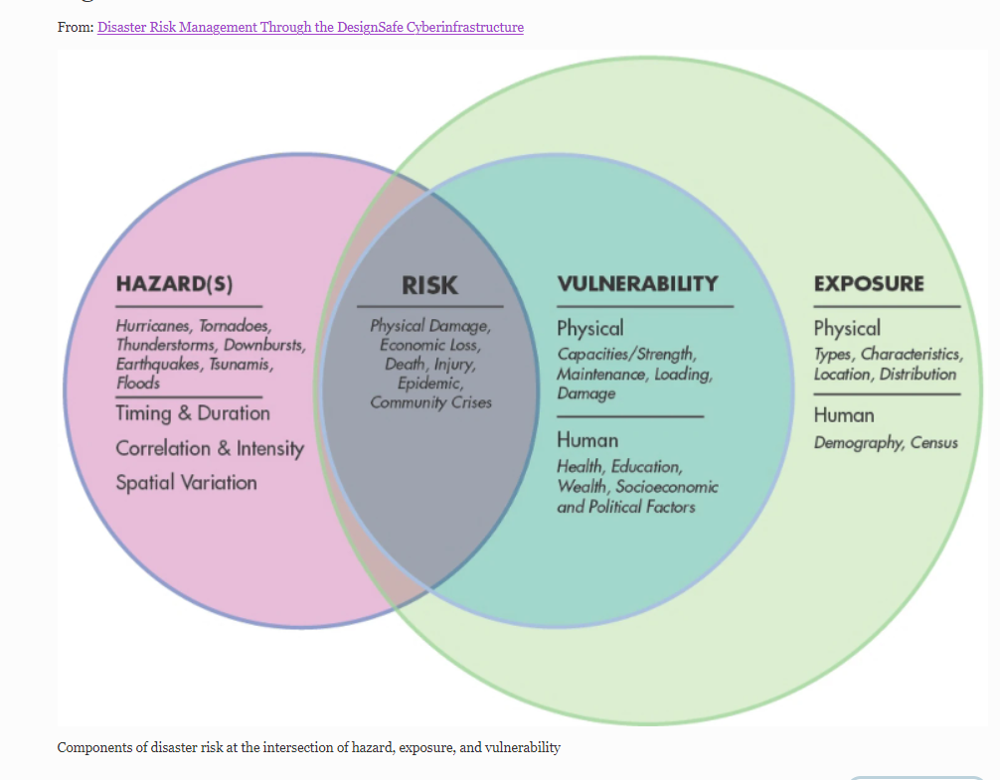 From: Disaster Risk Management Through the DesignSafe Cyberinfrastructure
HAZARD(S)
Hurricanes, Tornadoes,
Thunderstorms, Downbursts,
Earthquakes, Tsunamis,
Floods
Timing & Duration
Correlation & Intensity
Spatial Variation
RISK
Physical Damage,
Economic Loss,
Death, Injury,
Epidemic,
Community Crises
VULNERABILITY
Physical
Capacities/Strength,
Maintenance, Loading,
Damage
Human
Health, Education,
Wealth, Socioeconomic
and Political Factors
EXPOSURE
Physical
Types, Characteristics,
Location, Distribution
Human
Demography, Census
Components of disaster risk at the intersection of hazard, exposure, and vulnerability